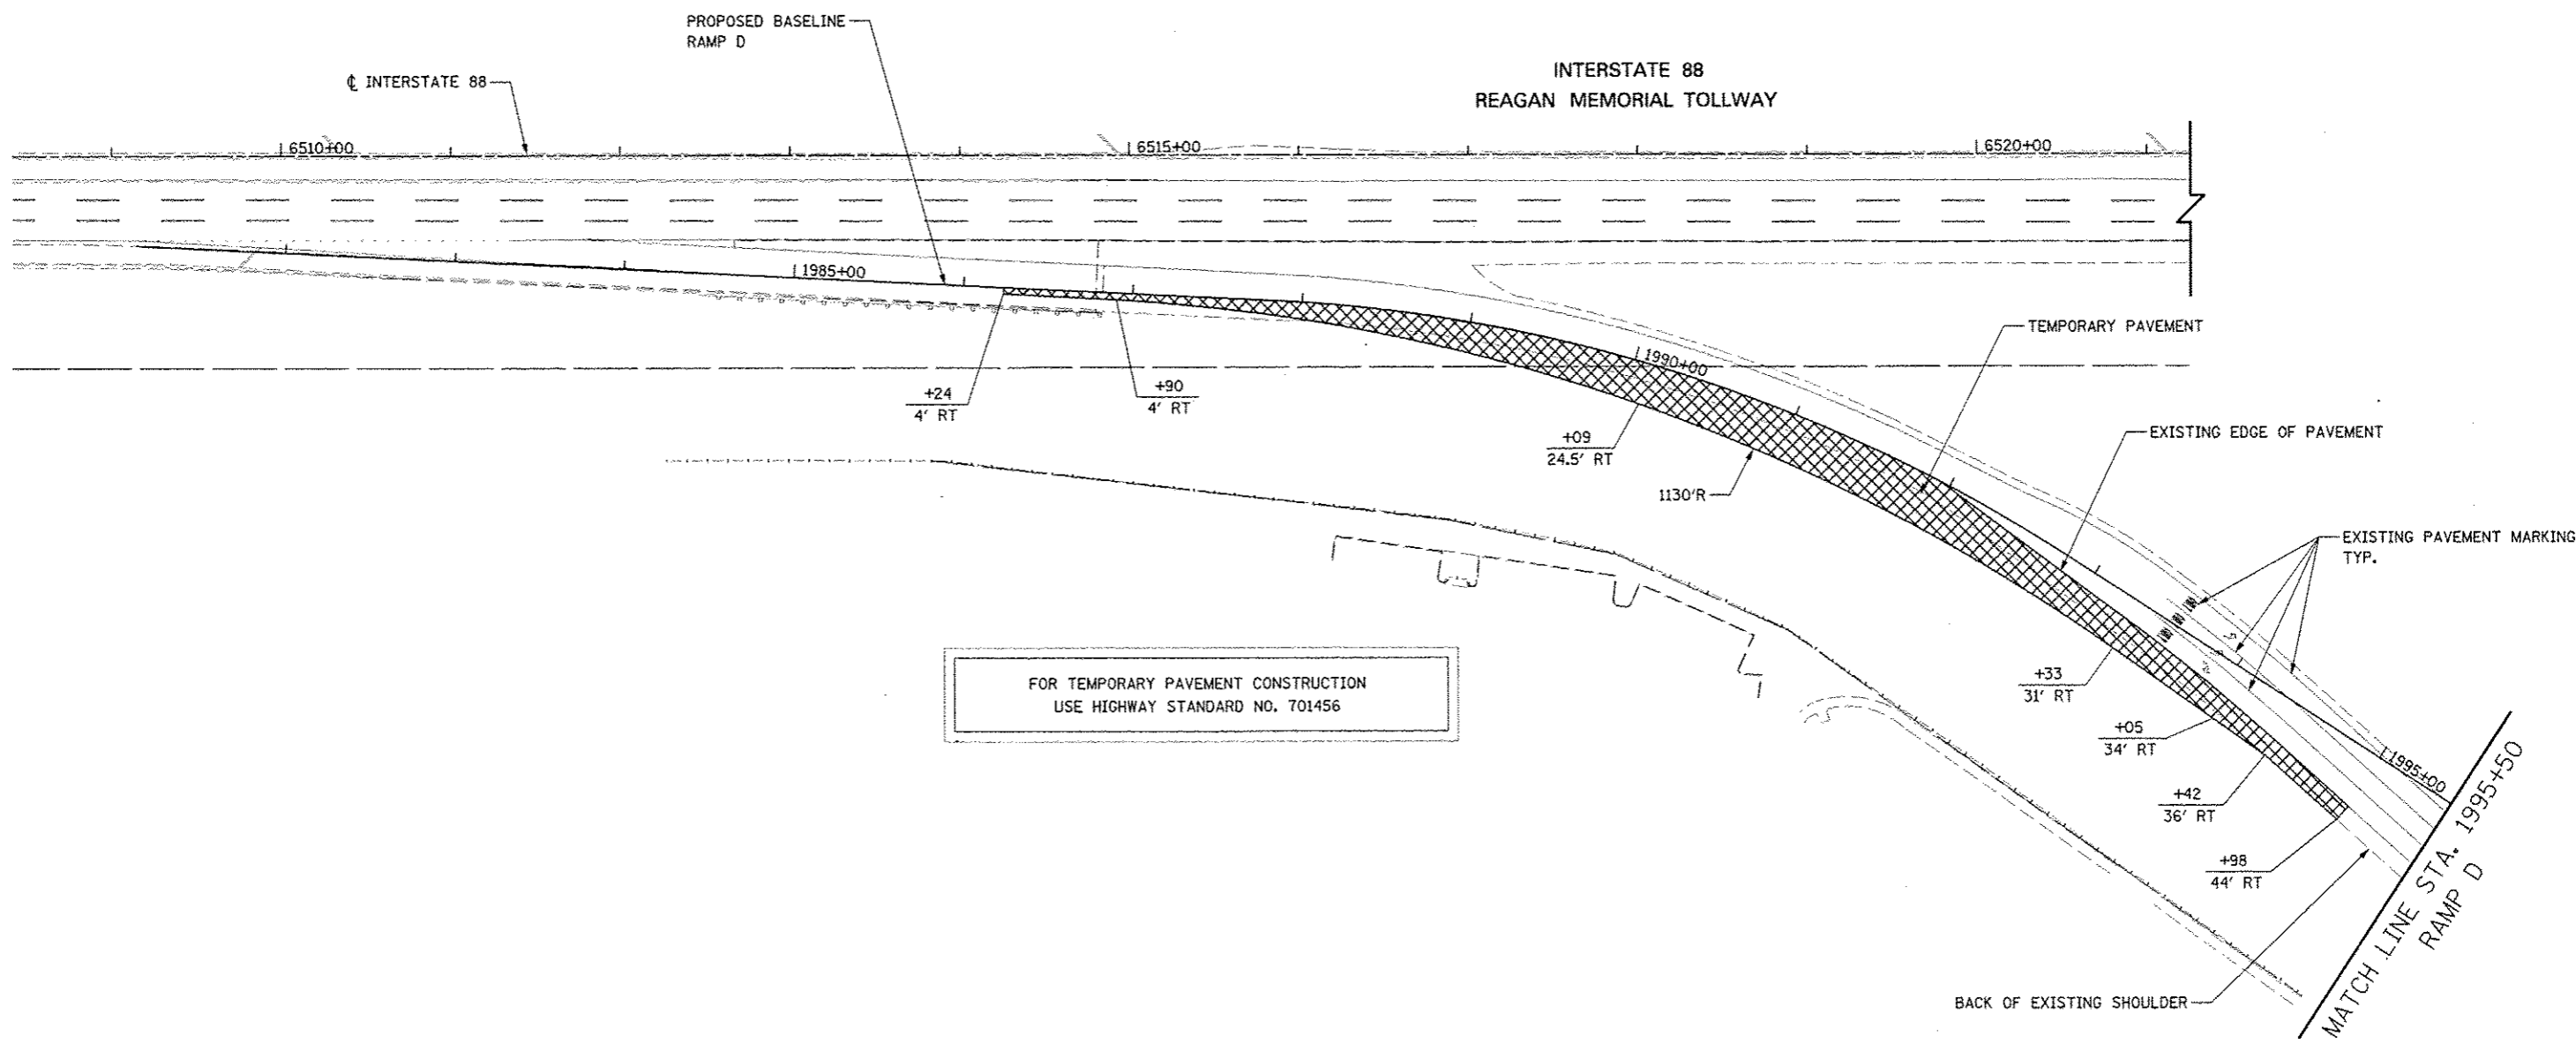 PROPOSED BASELINE
RAMP D
℄ INTERSTATE 88
INTERSTATE 88
REAGAN MEMORIAL TOLLWAY
6510+00
6515+00
6520+00
1985+00
+24
4' RT
+90
4' RT
1990+00
TEMPORARY PAVEMENT
+09
24.5' RT
EXISTING EDGE OF PAVEMENT
1130'R
EXISTING PAVEMENT MARKING
TYP.
FOR TEMPORARY PAVEMENT CONSTRUCTION
USE HIGHWAY STANDARD NO. 701456
+33
31' RT
+05
34' RT
+42
36' RT
+98
44' RT
1995+00
MATCH LINE STA. 1995+50
RAMP D
BACK OF EXISTING SHOULDER